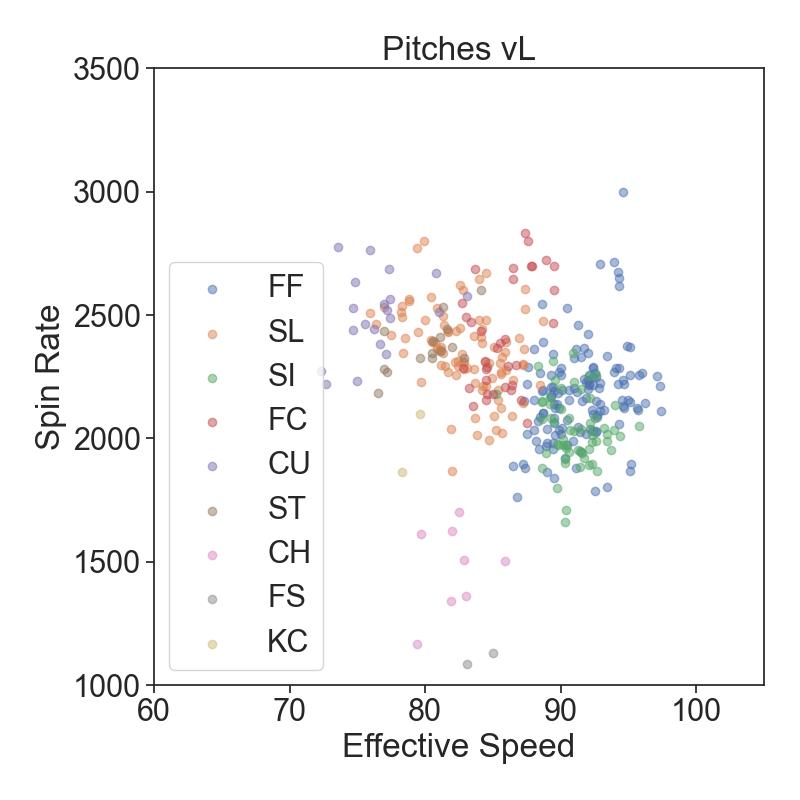 Pitches vL
3500
3000
2500
2000
1500
1000
Spin Rate
FF
SL
SI
FC
CU
ST
CH
FS
KC
60 70 80 90 100
Effective Speed